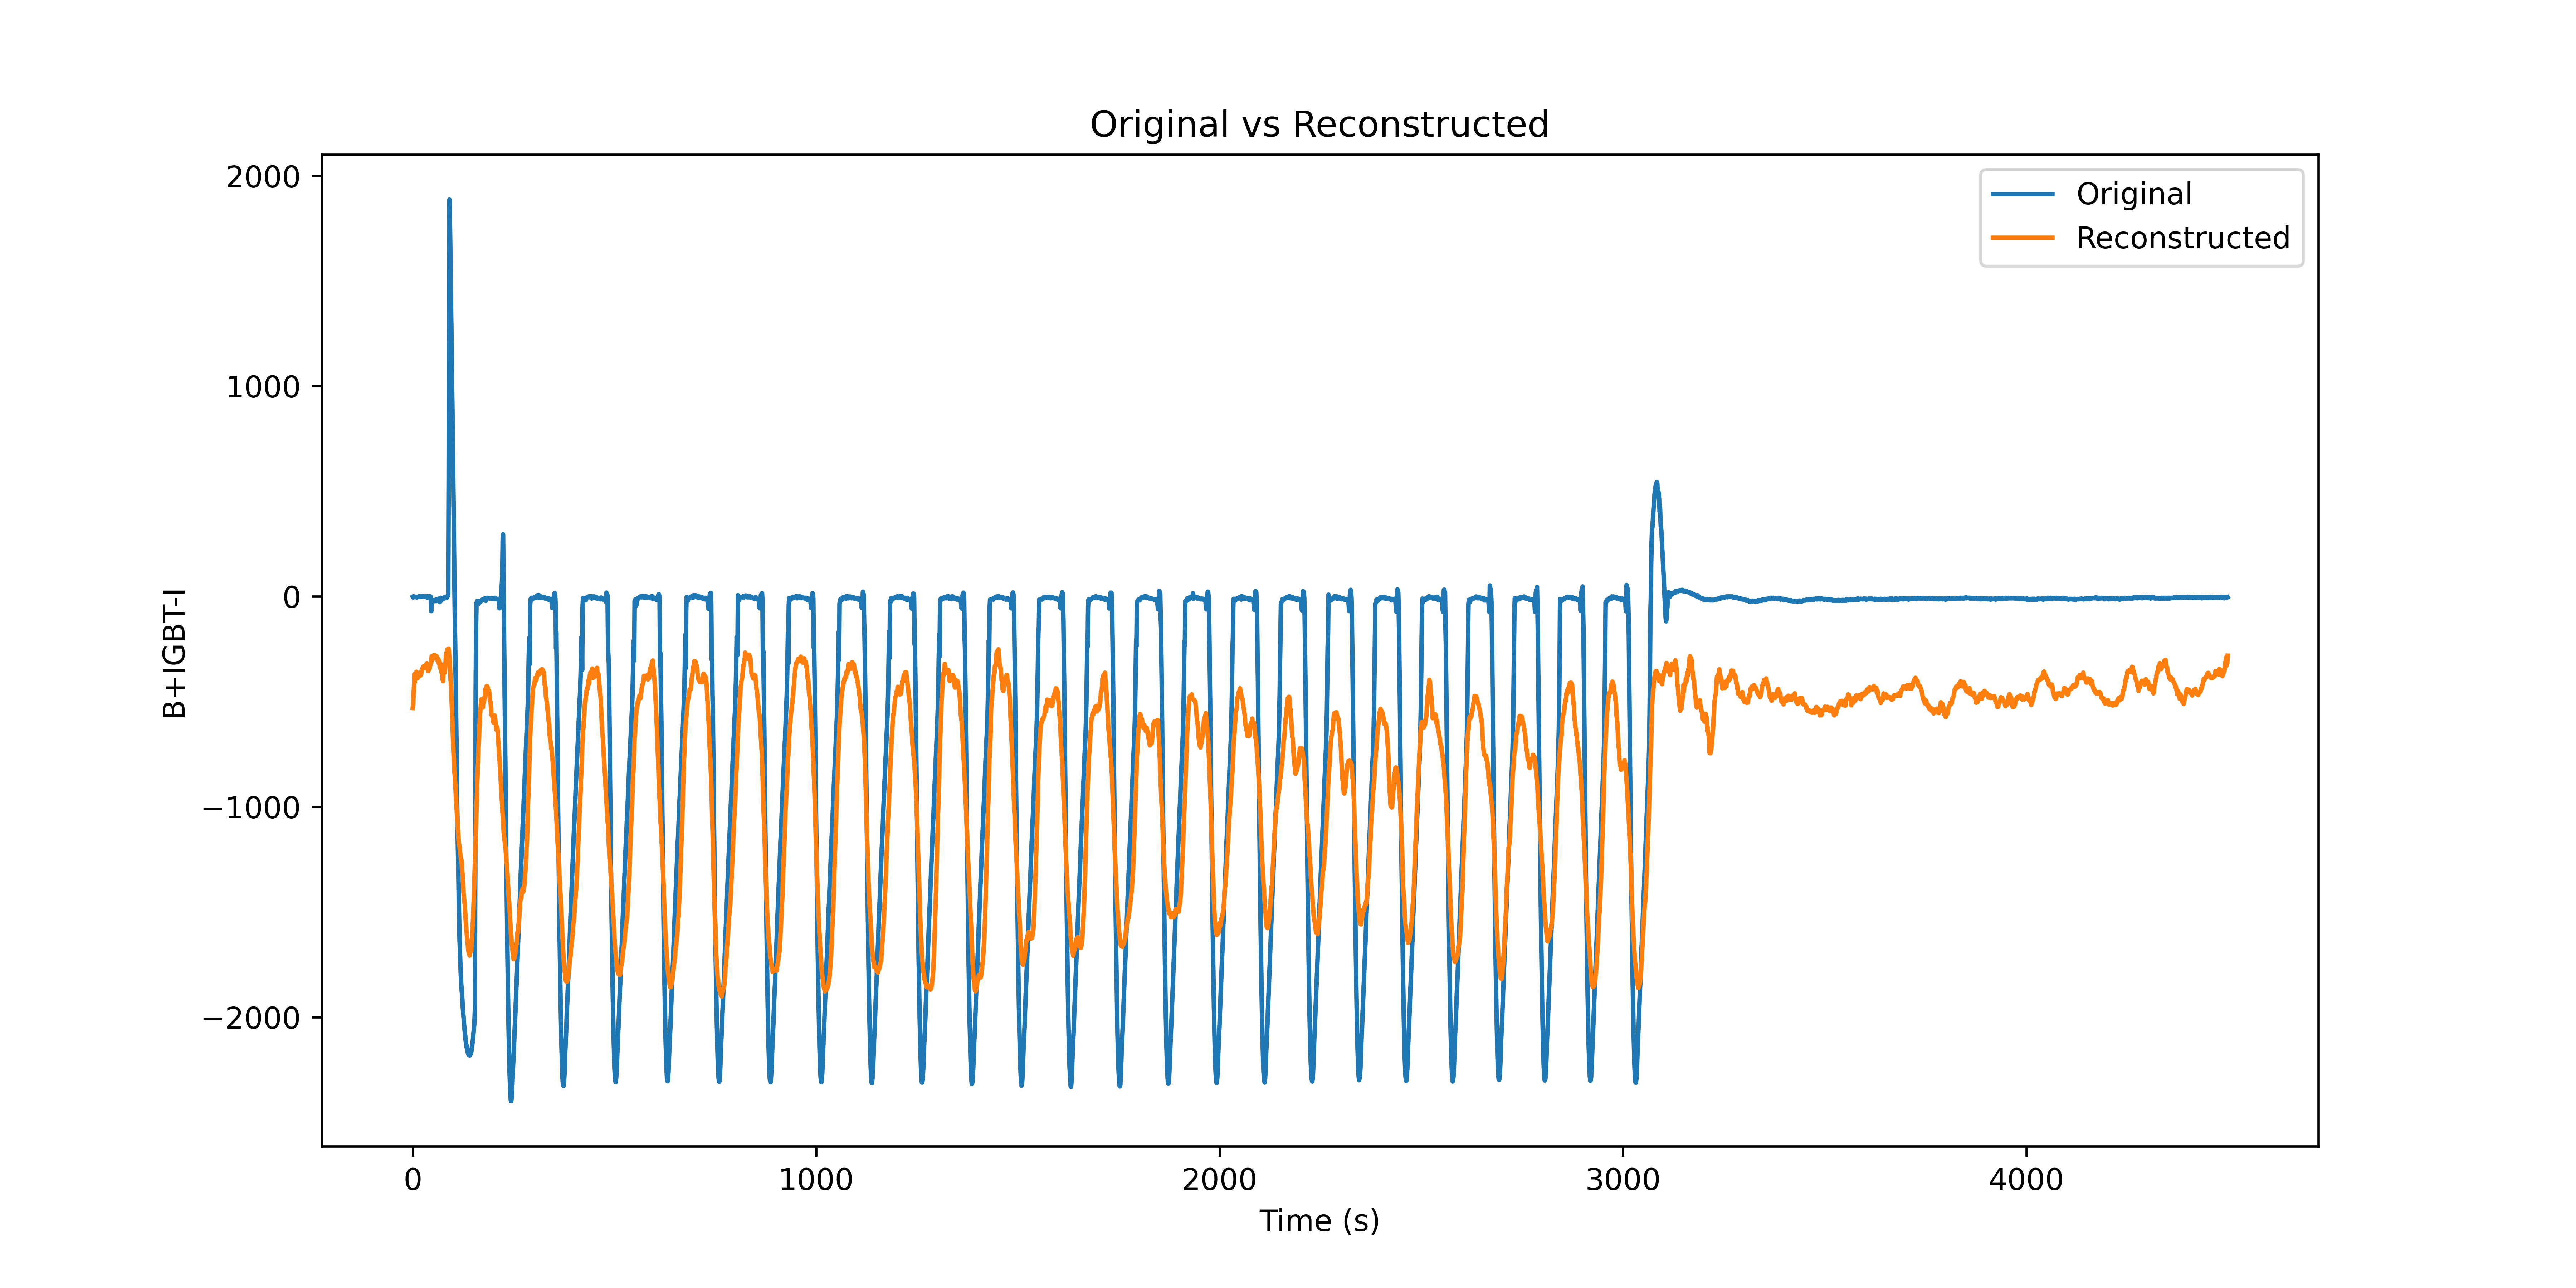 Original vs Reconstructed
Original
Reconstructed
2000
1000
0
−1000
−2000
B+IGBT-I
0
1000
2000
3000
4000
Time (s)